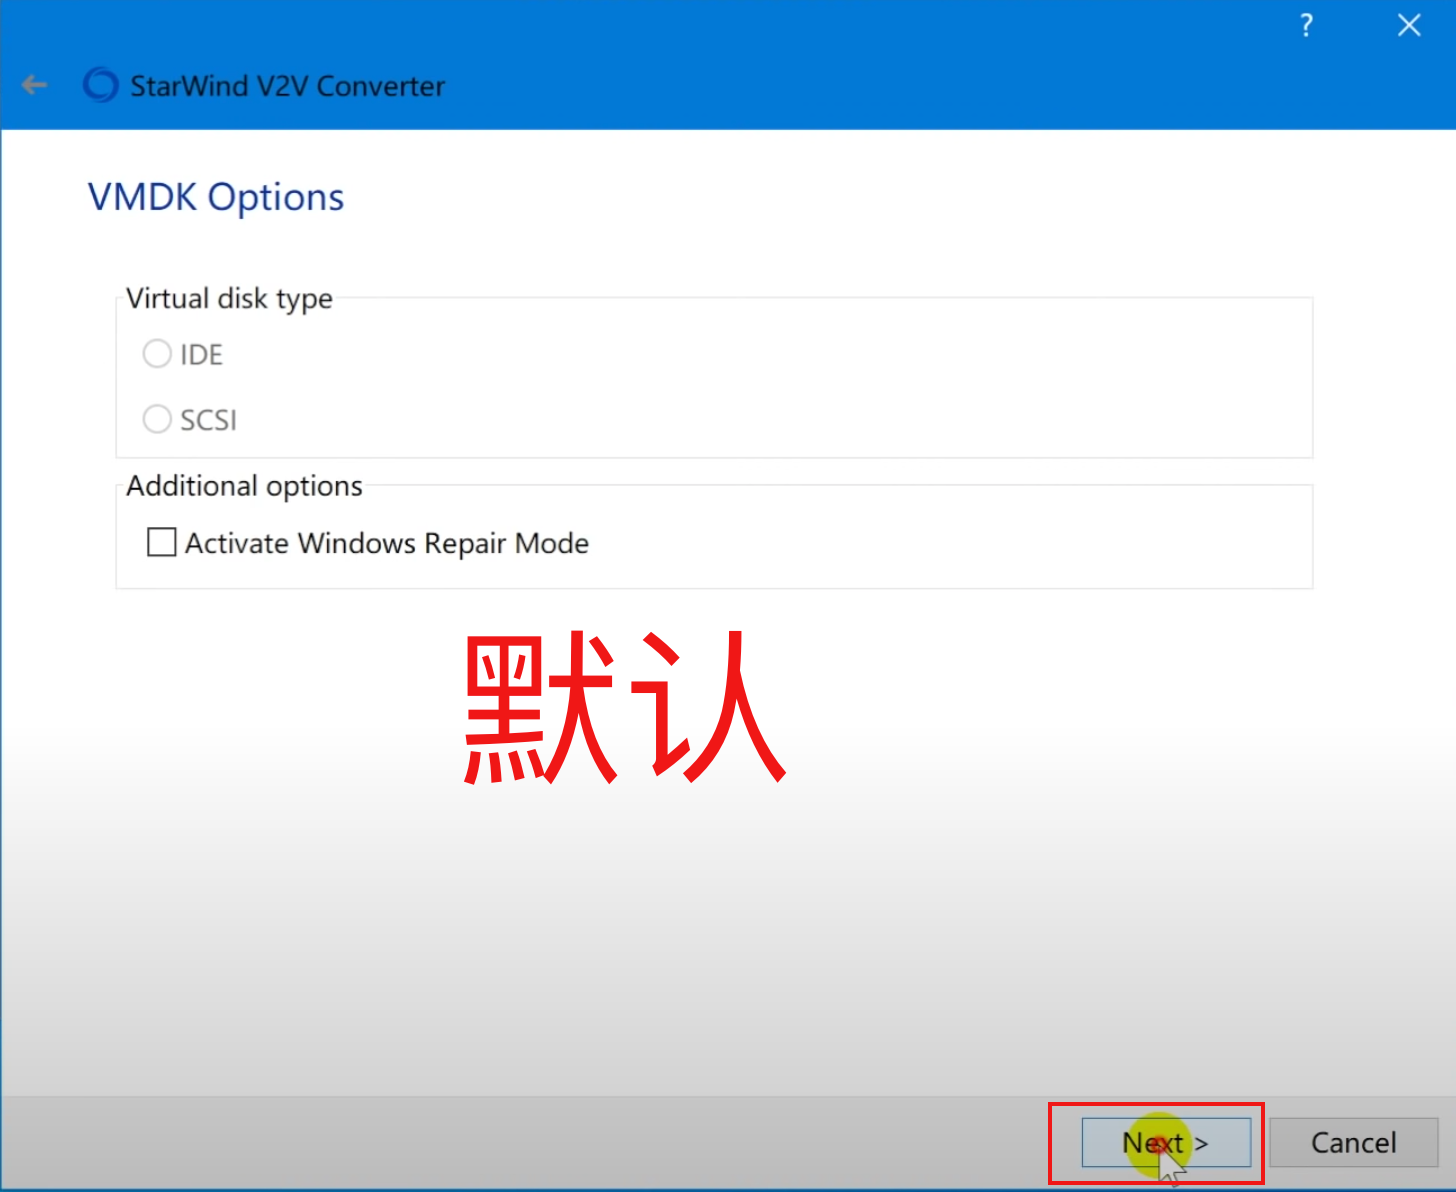 ?
StarWind V2V Converter
VMDK Options
Virtual disk type
IDE
SCSI
Additional options
Activate Windows Repair Mode
默认
Next > Cancel